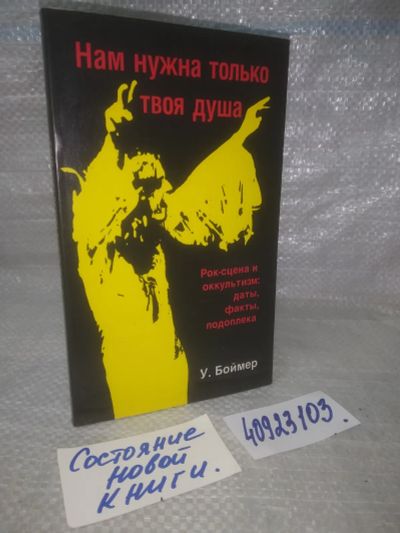 Нам нужна только
твоя душа
Рок-сцена и
оккультизм:
даты,
факты,
подоплека
У. Боймер
Состояние
новой
книги.
40923103.